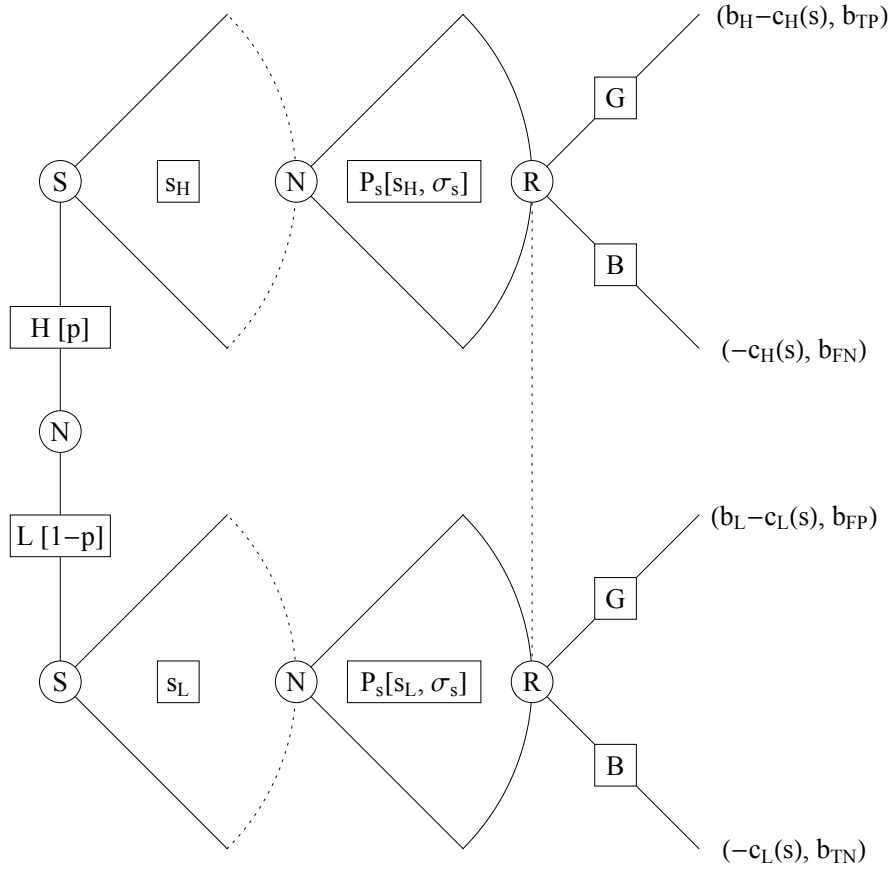 (b_H−c_H(s), b_TP)
G
S
s_H
N
P_s[s_H, σ_s]
R
B
H [p]
(−c_H(s), b_FN)
N
L [1−p]
(b_L−c_L(s), b_FP)
G
S
s_L
N
P_s[s_L, σ_s]
R
B
(−c_L(s), b_TN)